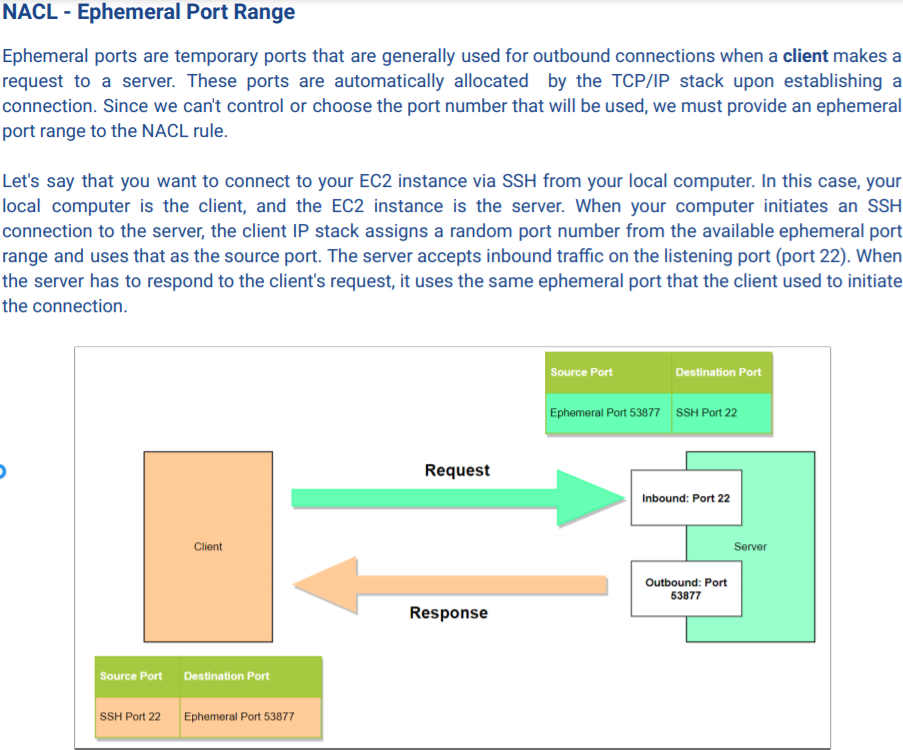 NACL - Ephemeral Port Range
Ephemeral ports are temporary ports that are generally used for outbound connections when a client makes a
request to a server. These ports are automatically allocated by the TCP/IP stack upon establishing a
connection. Since we can't control or choose the port number that will be used, we must provide an ephemeral
port range to the NACL rule.
Let's say that you want to connect to your EC2 instance via SSH from your local computer. In this case, your
local computer is the client, and the EC2 instance is the server. When your computer initiates an SSH
connection to the server, the client IP stack assigns a random port number from the available ephemeral port
range and uses that as the source port. The server accepts inbound traffic on the listening port (port 22). When
the server has to respond to the client's request, it uses the same ephemeral port that the client used to initiate
the connection.
Source Port Destination Port
Ephemeral Port 53877 SSH Port 22
Request
Inbound: Port 22
Client
Server
Outbound: Port
53877
Response
Source Port Destination Port
SSH Port 22 Ephemeral Port 53877